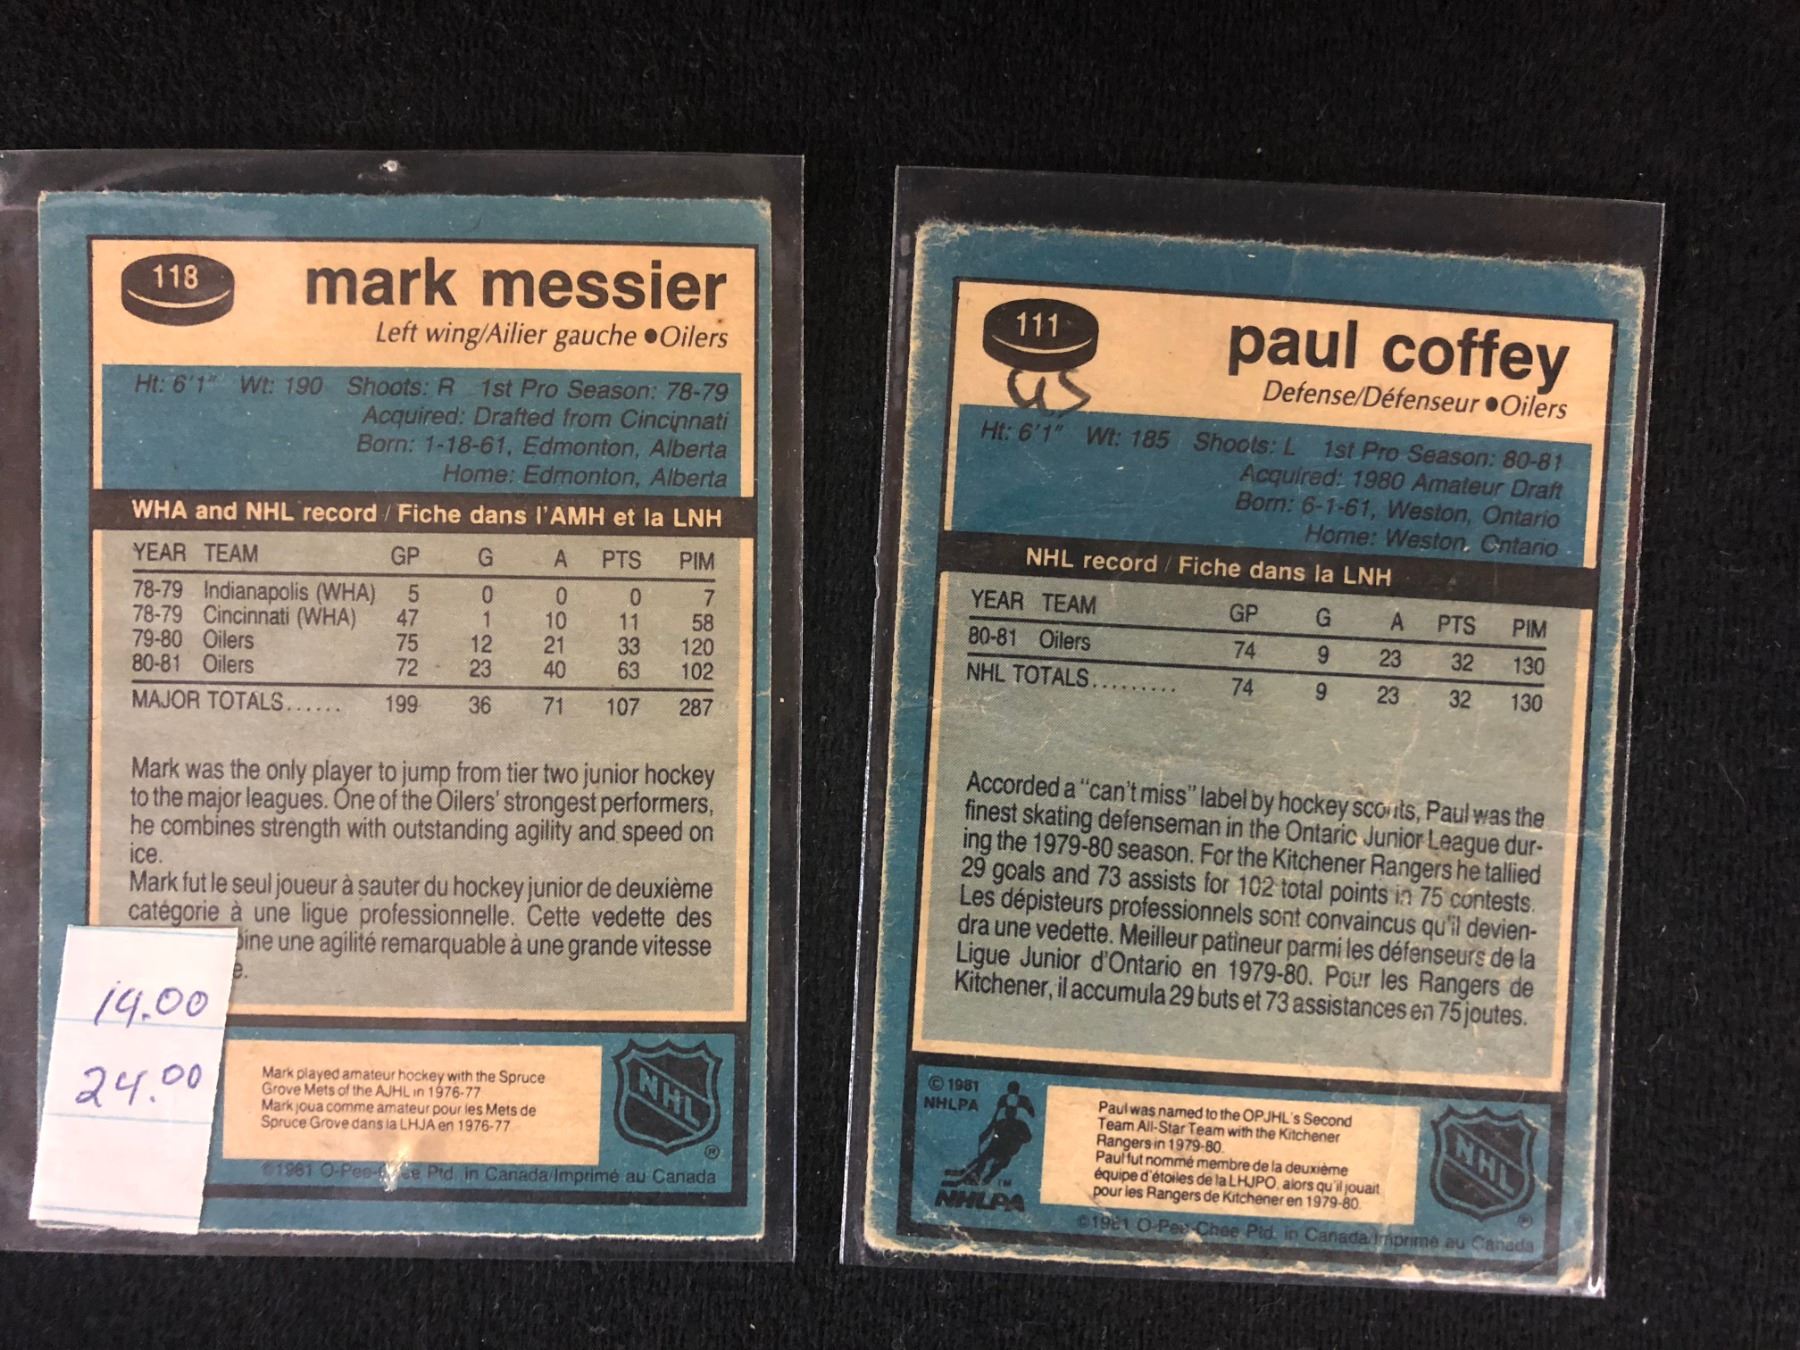 118
mark messier
Left wing/Ailier gauche ●Oilers
Ht: 6'1" Wt: 190 Shoots: R 1st Pro Season: 78-79
Acquired: Drafted from Cincinnati
Born: 1-18-61, Edmonton, Alberta
Home: Edmonton, Alberta
WHA and NHL record / Fiche dans l'AMH et la LNH
YEAR TEAM GP G A PTS PIM
78-79 Indianapolis (WHA) 5 0 0 0 7
78-79 Cincinnati (WHA) 47 1 10 11 58
79-80 Oilers 75 12 21 33 120
80-81 Oilers 72 23 40 63 102
MAJOR TOTALS...... 199 36 71 107 287
Mark was the only player to jump from tier two junior hockey
to the major leagues. One of the Oilers' strongest performers,
he combines strength with outstanding agility and speed on
ice.
Mark fut le seul joueur à sauter du hockey junior de deuxième
catégorie à une ligue professionnelle. Cette vedette des
bine une agilité remarquable à une grande vitesse
e.
19.00
24.00
Mark played amateur hockey with the Spruce
Grove Mets of the AJHL in 1976-77
Mark joua comme amateur pour les Mets de
Spruce Grove dans la LHJA en 1976-77
NHL
®
©1981 O-Pee-Chee Ptd. in Canada/Imprimé au Canada
111
paul coffey
Defense/Défenseur ●Oilers
Ht: 6'1" Wt: 185 Shoots: L 1st Pro Season: 80-81
Acquired: 1980 Amateur Draft
Born: 6-1-61, Weston, Ontario
Home: Weston, Ontario
NHL record / Fiche dans la LNH
YEAR TEAM GP G A PTS PIM
80-81 Oilers 74 9 23 32 130
NHL TOTALS......... 74 9 23 32 130
Accorded a "can't miss" label by hockey scouts, Paul was the
finest skating defenseman in the Ontario Junior League dur-
ing the 1979-80 season. For the Kitchener Rangers he tallied
29 goals and 73 assists for 102 total points in 75 contests.
Les dépisteurs professionnels sont convaincus qu'il devien-
dra une vedette. Meilleur patineur parmi les défenseurs de la
Ligue Junior d'Ontario en 1979-80. Pour les Rangers de
Kitchener, il accumula 29 buts et 73 assistances en 75 joutes.
©1981
NHLPA
TM
NHLPA
Paul was named to the OPJHL's Second
Team All-Star Team with the Kitchener
Rangers in 1979-80.
Paul fut nommé membre de la deuxième
équipe d'étoiles de la LHJPO. alors qu'il jouait
pour les Rangers de Kitchener en 1979-80.
NHL
®
©1981 O-Pee-Chee Ptd. in Canada/Imprimé au Canada